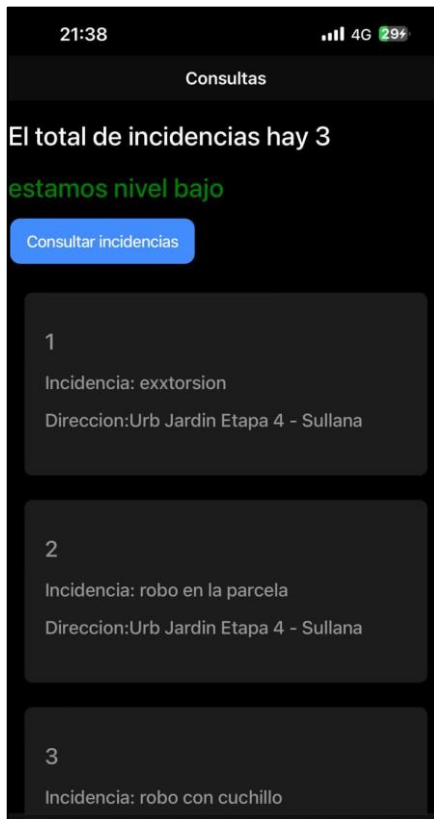 21:38
4G 29
Consultas
El total de incidencias hay 3
estamos nivel bajo
Consultar incidencias
1
Incidencia: exxtorsion
Direccion:Urb Jardin Etapa 4 - Sullana
2
Incidencia: robo en la parcela
Direccion:Urb Jardin Etapa 4 - Sullana
3
Incidencia: robo con cuchillo